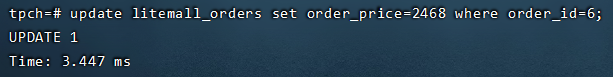 tpch=# update litemall_orders set order_price=2468 where order_id=6;
UPDATE 1
Time: 3.447 ms